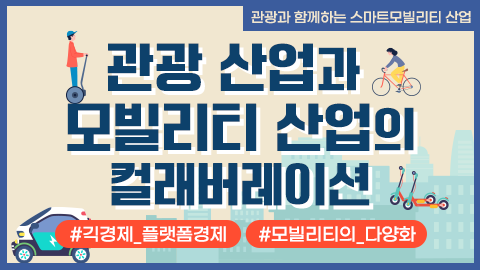 관광과 함께하는 스마트모빌리티 산업
관광 산업과
모빌리티 산업의
컬래버레이션
#긱경제_플랫폼경제 #모빌리티의_다양화